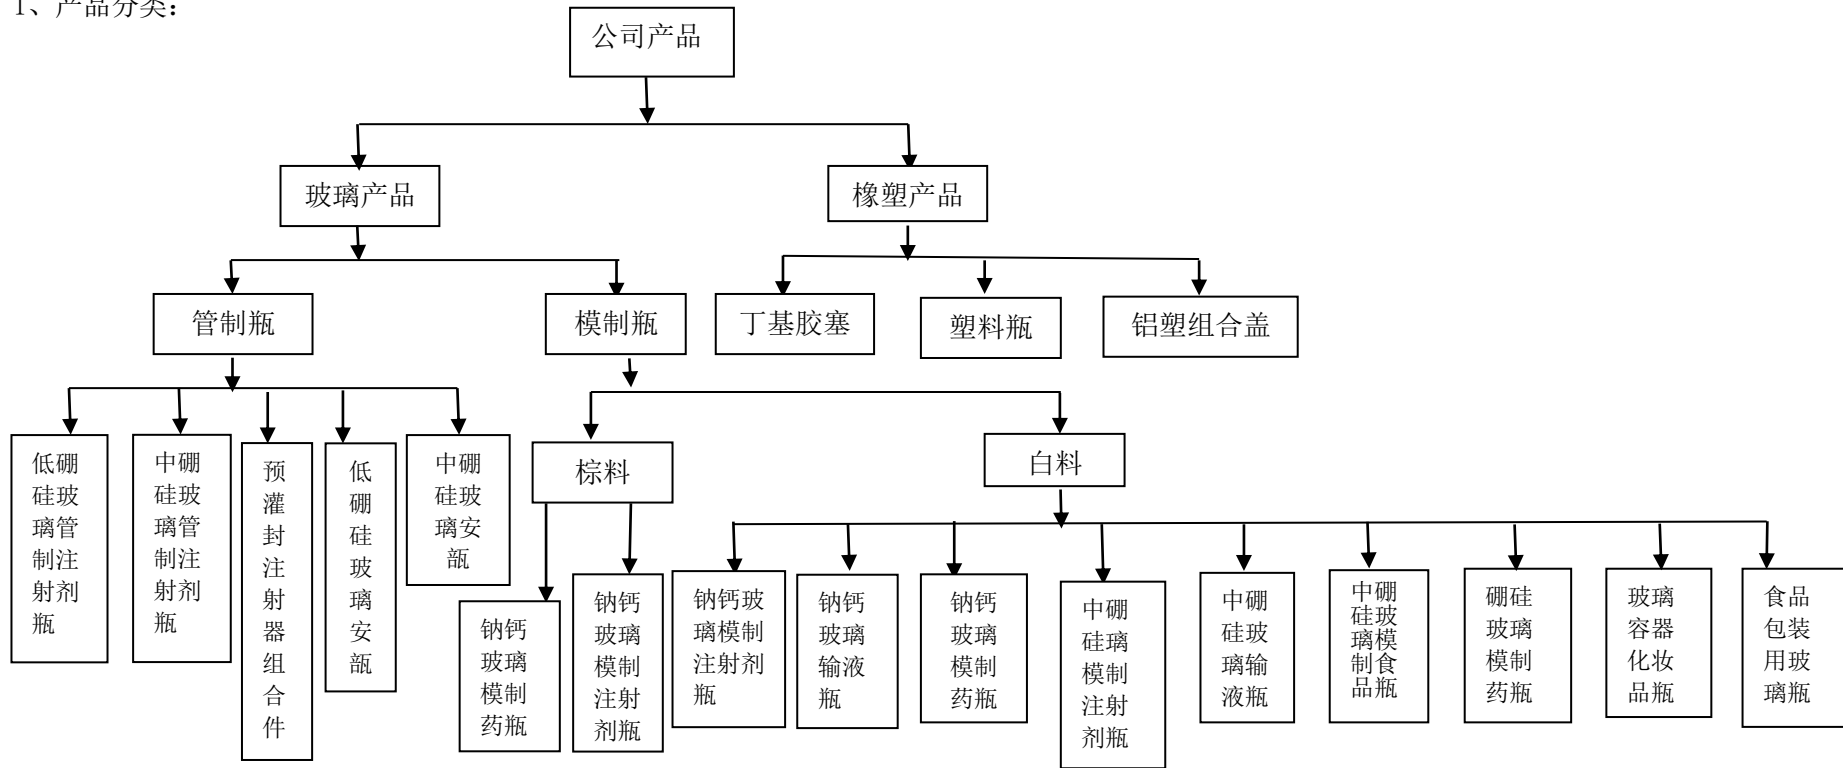 1、产品分类：
公司产品
玻璃产品
橡塑产品
管制瓶
模制瓶
丁基胶塞
塑料瓶
铝塑组合盖
低硼
硅玻
璃管
制注
射剂
瓶
中硼
硅玻
璃管
制注
射剂
瓶
预
灌
封
注
射
器
组
合
件
低
硼
硅
玻
璃
安
瓿
中硼
硅玻
璃安
瓿
棕料
白料
钠钙
玻璃
模制
药瓶
钠钙
玻璃
模制
注射
剂瓶
钠钙玻
璃模制
注射剂
瓶
钠钙
玻璃
输液
瓶
钠钙
玻璃
模制
药瓶
中硼
硅璃
模制
注射
剂瓶
中硼
硅玻
璃输
液瓶
中硼
硅玻
璃模
制食
品瓶
硼硅
玻璃
模制
药瓶
玻璃
容器
化妆
品瓶
食品
包装
用玻
璃瓶